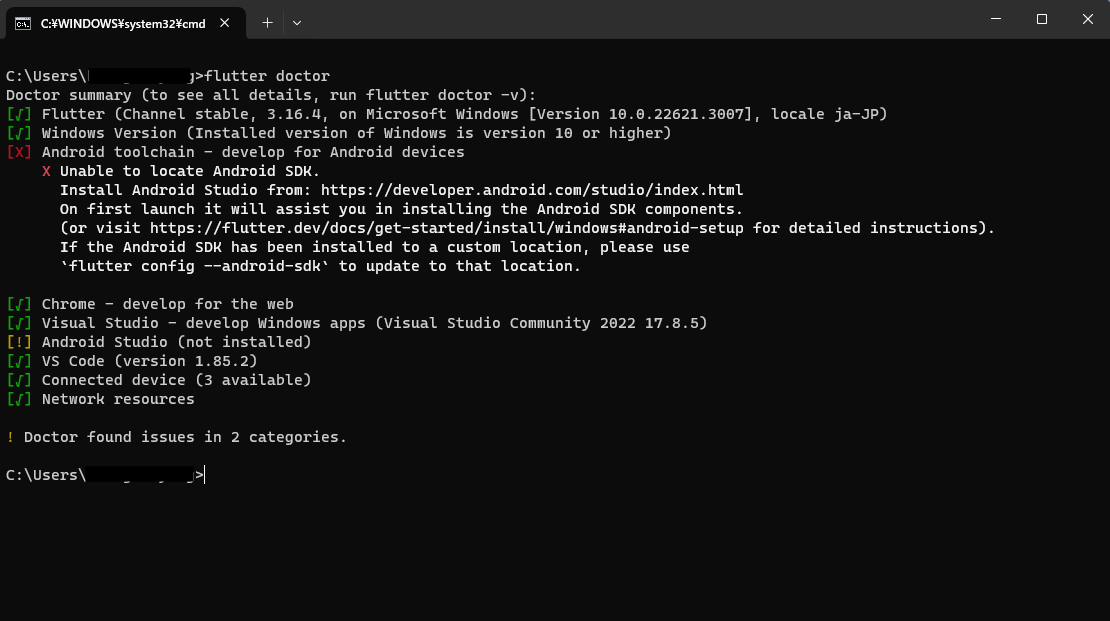 C:¥WINDOWS¥system32¥cmd
C:\Users\ >flutter doctor
Doctor summary (to see all details, run flutter doctor -v):
[√] Flutter (Channel stable, 3.16.4, on Microsoft Windows [Version 10.0.22621.3007], locale ja-JP)
[√] Windows Version (Installed version of Windows is version 10 or higher)
[X] Android toolchain - develop for Android devices
X Unable to locate Android SDK.
Install Android Studio from: https://developer.android.com/studio/index.html
On first launch it will assist you in installing the Android SDK components.
(or visit https://flutter.dev/docs/get-started/install/windows#android-setup for detailed instructions).
If the Android SDK has been installed to a custom location, please use
`flutter config --android-sdk` to update to that location.
[√] Chrome - develop for the web
[√] Visual Studio - develop Windows apps (Visual Studio Community 2022 17.8.5)
[!] Android Studio (not installed)
[√] VS Code (version 1.85.2)
[√] Connected device (3 available)
[√] Network resources
! Doctor found issues in 2 categories.
C:\Users\ >